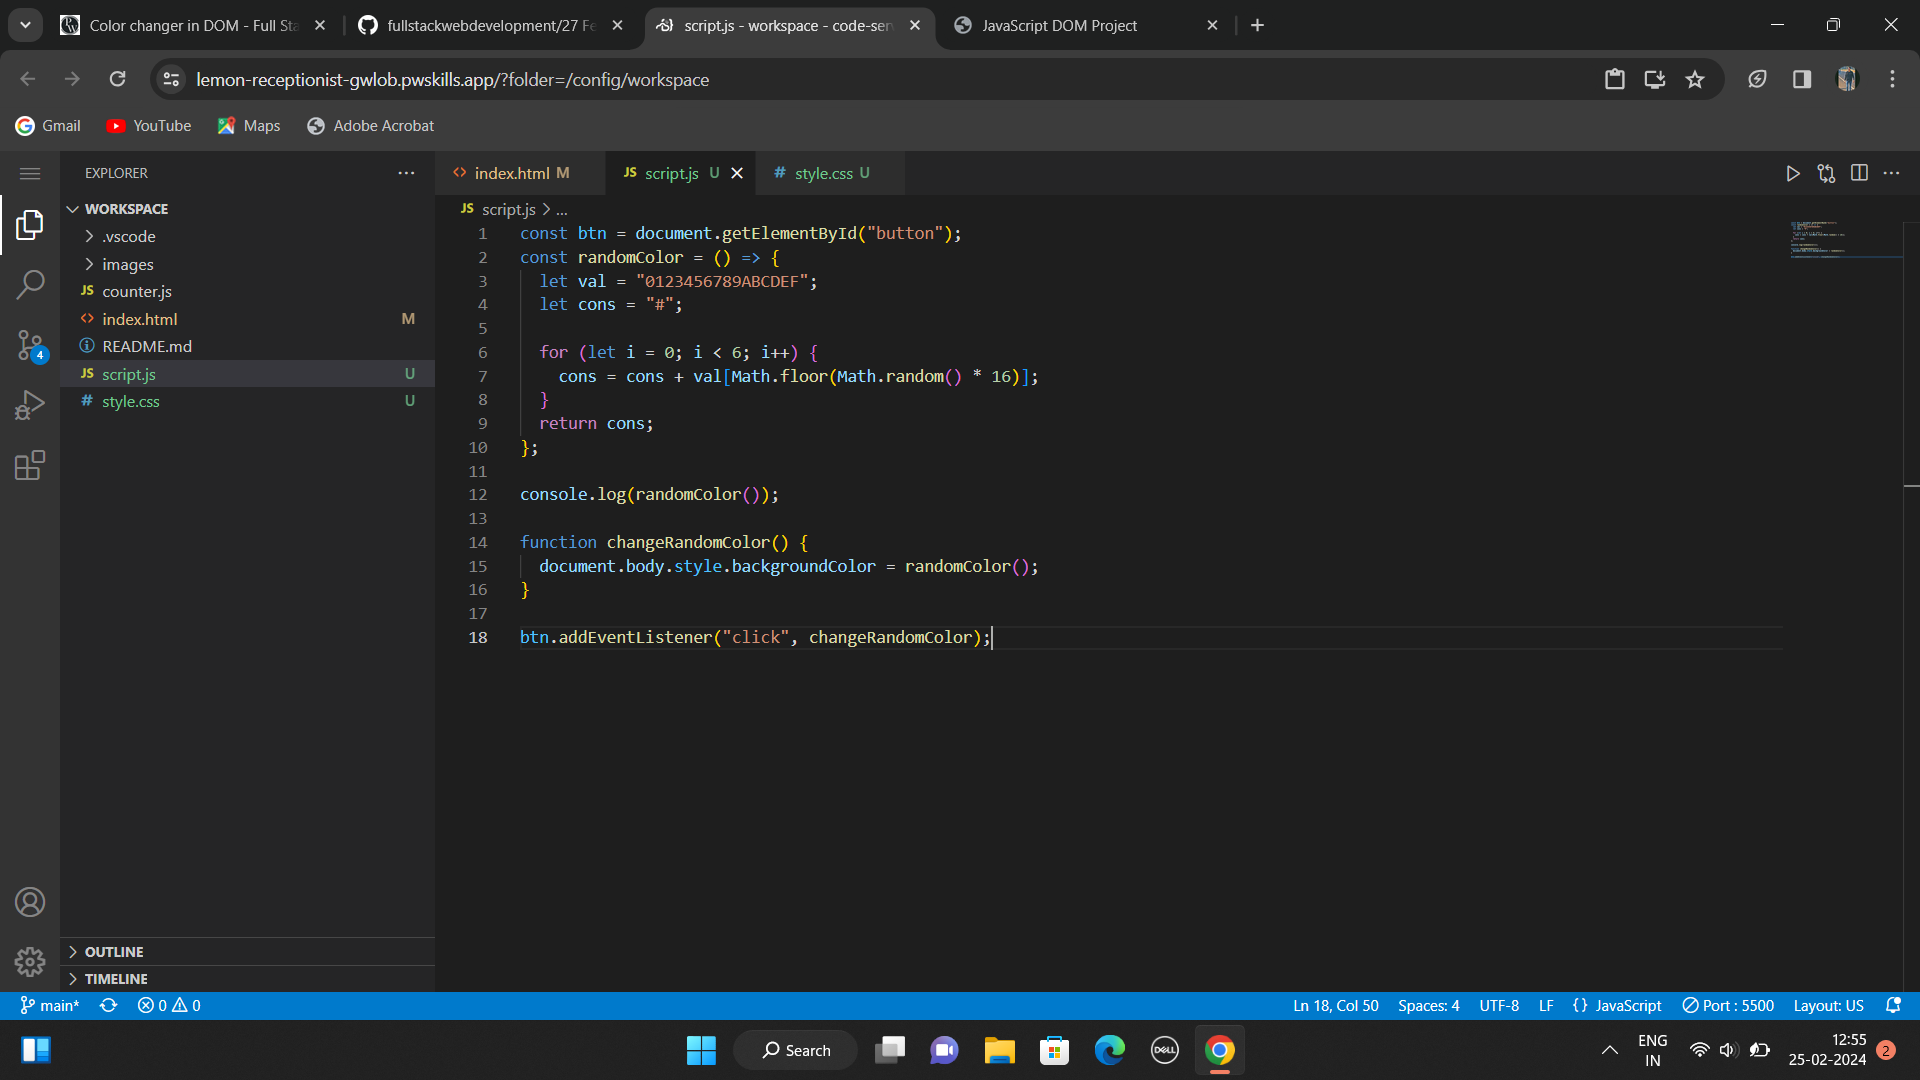 Color changer in DOM - Full Sta
fullstackwebdevelopment/27 Fe
script.js - workspace - code-ser
JavaScript DOM Project
lemon-receptionist-gwlob.pwskills.app/?folder=/config/workspace
Gmail
YouTube
Maps
Adobe Acrobat
EXPLORER
index.html M
JS script.js U
# style.css U
WORKSPACE
.vscode
images
JS counter.js
<> index.html M
README.md
JS script.js U
# style.css U
4
JS script.js > ...
1 const btn = document.getElementById("button");
2 const randomColor = () => {
3 let val = "0123456789ABCDEF";
4 let cons = "#";
5
6 for (let i = 0; i < 6; i++) {
7 cons = cons + val[Math.floor(Math.random() * 16)];
8 }
9 return cons;
10 };
11
12 console.log(randomColor());
13
14 function changeRandomColor() {
15 document.body.style.backgroundColor = randomColor();
16 }
17
18 btn.addEventListener("click", changeRandomColor);
OUTLINE
TIMELINE
main*
0
0
Ln 18, Col 50
Spaces: 4
UTF-8
LF
{} JavaScript
Port : 5500
Layout: US
Search
DELL
ENG
IN
12:55
25-02-2024
2